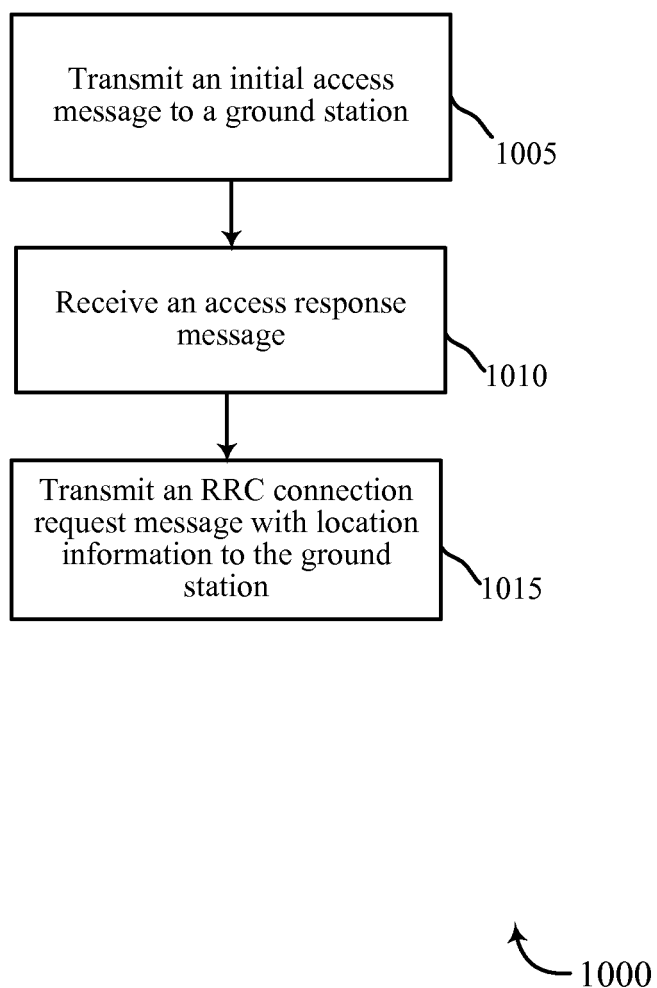 Transmit an initial access
message to a ground station
1005
Receive an access response
message
1010
Transmit an RRC connection
request message with location
information to the ground
station
1015
1000